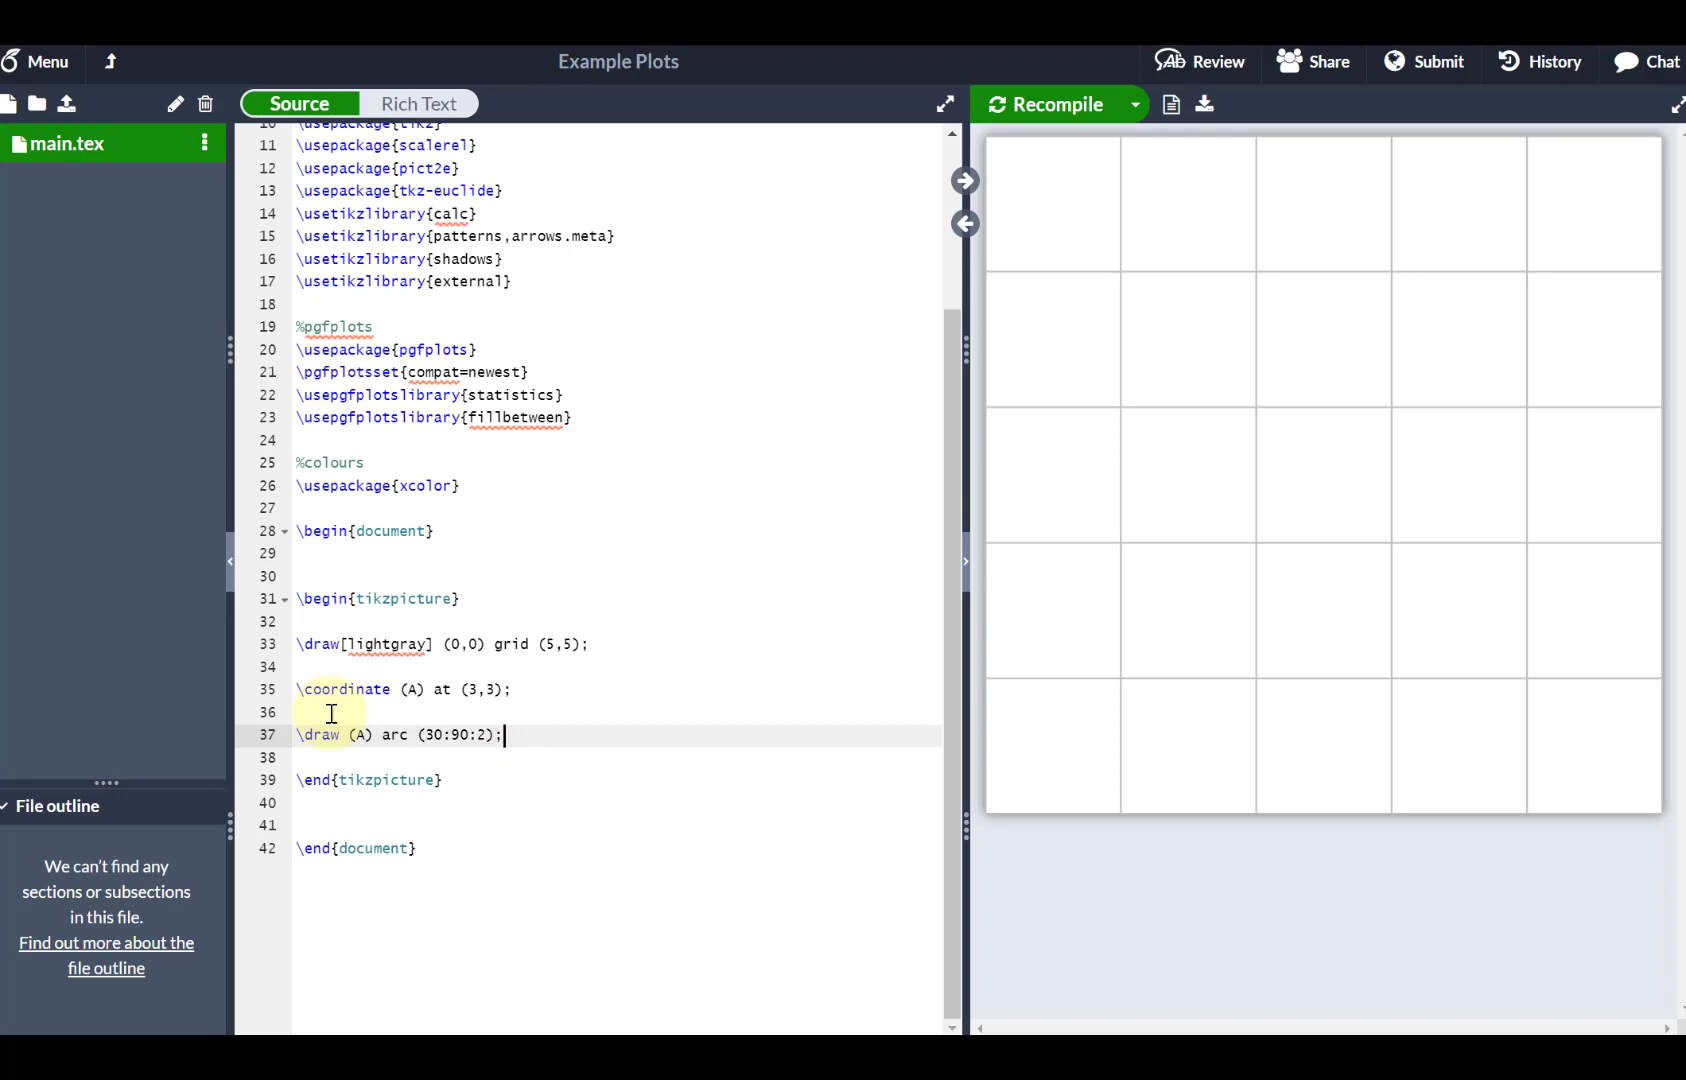 Menu
Example Plots
Review
Share
Submit
History
Chat
Source
Rich Text
Recompile
main.tex
10 \usepackage{tikz}
11 \usepackage{scalerel}
12 \usepackage{pict2e}
13 \usepackage{tkz-euclide}
14 \usetikzlibrary{calc}
15 \usetikzlibrary{patterns,arrows.meta}
16 \usetikzlibrary{shadows}
17 \usetikzlibrary{external}
18
19 %pgfplots
20 \usepackage{pgfplots}
21 \pgfplotsset{compat=newest}
22 \usepgfplotslibrary{statistics}
23 \usepgfplotslibrary{fillbetween}
24
25 %colours
26 \usepackage{xcolor}
27
28 \begin{document}
29
30
31 \begin{tikzpicture}
32
33 \draw[lightgray] (0,0) grid (5,5);
34
35 \coordinate (A) at (3,3);
36
37 \draw (A) arc (30:90:2);
38
39 \end{tikzpicture}
40
41
42 \end{document}
File outline
We can't find any
sections or subsections
in this file.
Find out more about the
file outline